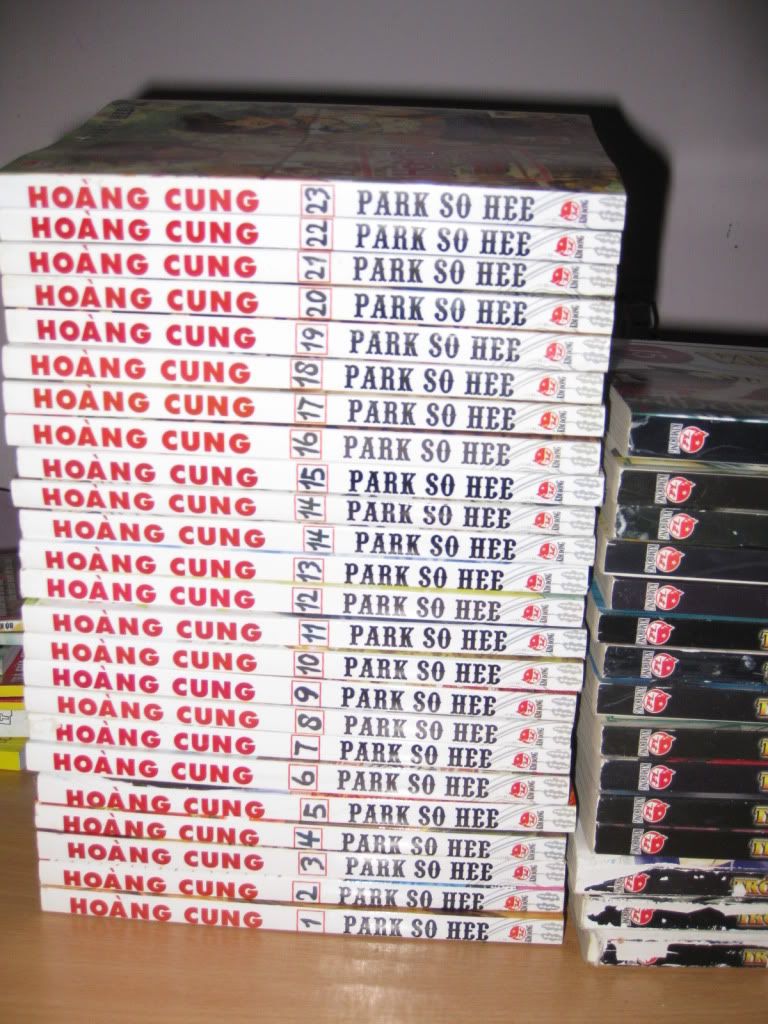 HOÀNG CUNG 23 PARK SO HEE
HOÀNG CUNG 22 PARK SO HEE
HOÀNG CUNG 21 PARK SO HEE
HOÀNG CUNG 20 PARK SO HEE
HOÀNG CUNG 19 PARK SO HEE
HOÀNG CUNG 18 PARK SO HEE
HOÀNG CUNG 17 PARK SO HEE
HOÀNG CUNG 16 PARK SO HEE
HOÀNG CUNG 15 PARK SO HEE
HOÀNG CUNG 14 PARK SO HEE
HOÀNG CUNG 14 PARK SO HEE
HOÀNG CUNG 13 PARK SO HEE
HOÀNG CUNG 12 PARK SO HEE
HOÀNG CUNG 11 PARK SO HEE
HOÀNG CUNG 10 PARK SO HEE
HOÀNG CUNG 9 PARK SO HEE
HOÀNG CUNG 8 PARK SO HEE
HOÀNG CUNG 7 PARK SO HEE
HOÀNG CUNG 6 PARK SO HEE
HOÀNG CUNG 5 PARK SO HEE
HOÀNG CUNG 4 PARK SO HEE
HOÀNG CUNG 3 PARK SO HEE
HOÀNG CUNG 2 PARK SO HEE
HOÀNG CUNG 1 PARK SO HEE